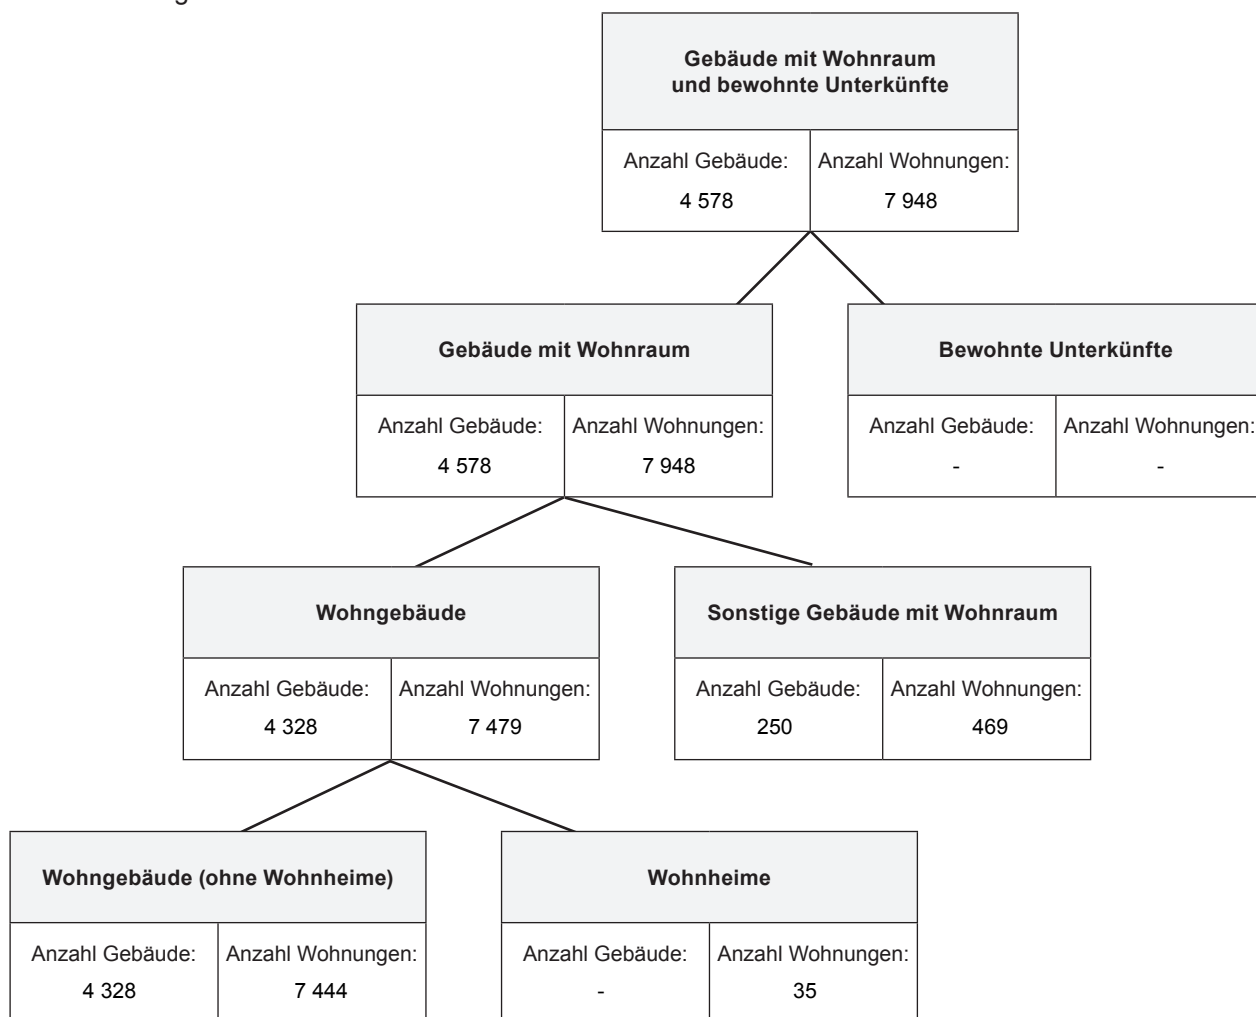 Gebäude mit Wohnraum
und bewohnte Unterkünfte
Anzahl Gebäude: Anzahl Wohnungen:
4 578 7 948
Gebäude mit Wohnraum
Anzahl Gebäude: Anzahl Wohnungen:
4 578 7 948
Bewohnte Unterkünfte
Anzahl Gebäude: Anzahl Wohnungen:
- -
Wohngebäude
Anzahl Gebäude: Anzahl Wohnungen:
4 328 7 479
Sonstige Gebäude mit Wohnraum
Anzahl Gebäude: Anzahl Wohnungen:
250 469
Wohngebäude (ohne Wohnheime)
Anzahl Gebäude: Anzahl Wohnungen:
4 328 7 444
Wohnheime
Anzahl Gebäude: Anzahl Wohnungen:
- 35